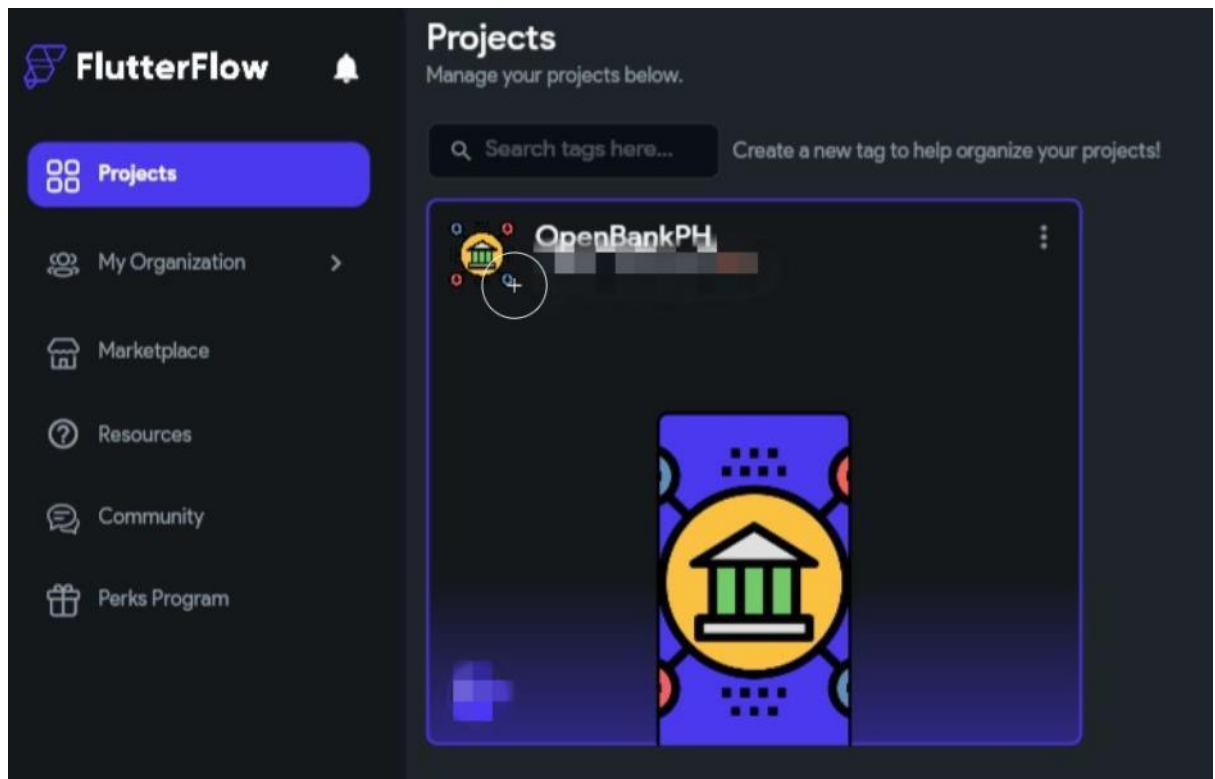 FlutterFlow
Projects
My Organization
Marketplace
Resources
Community
Perks Program
Projects
Manage your projects below.
Search tags here...
Create a new tag to help organize your projects!
OpenBankPH